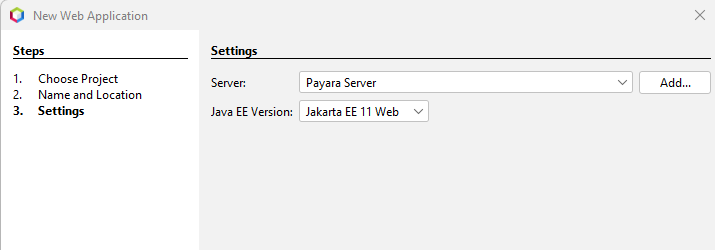 New Web Application
Steps
1. Choose Project
2. Name and Location
3. Settings
Settings
Server: Payara Server Add...
Java EE Version: Jakarta EE 11 Web